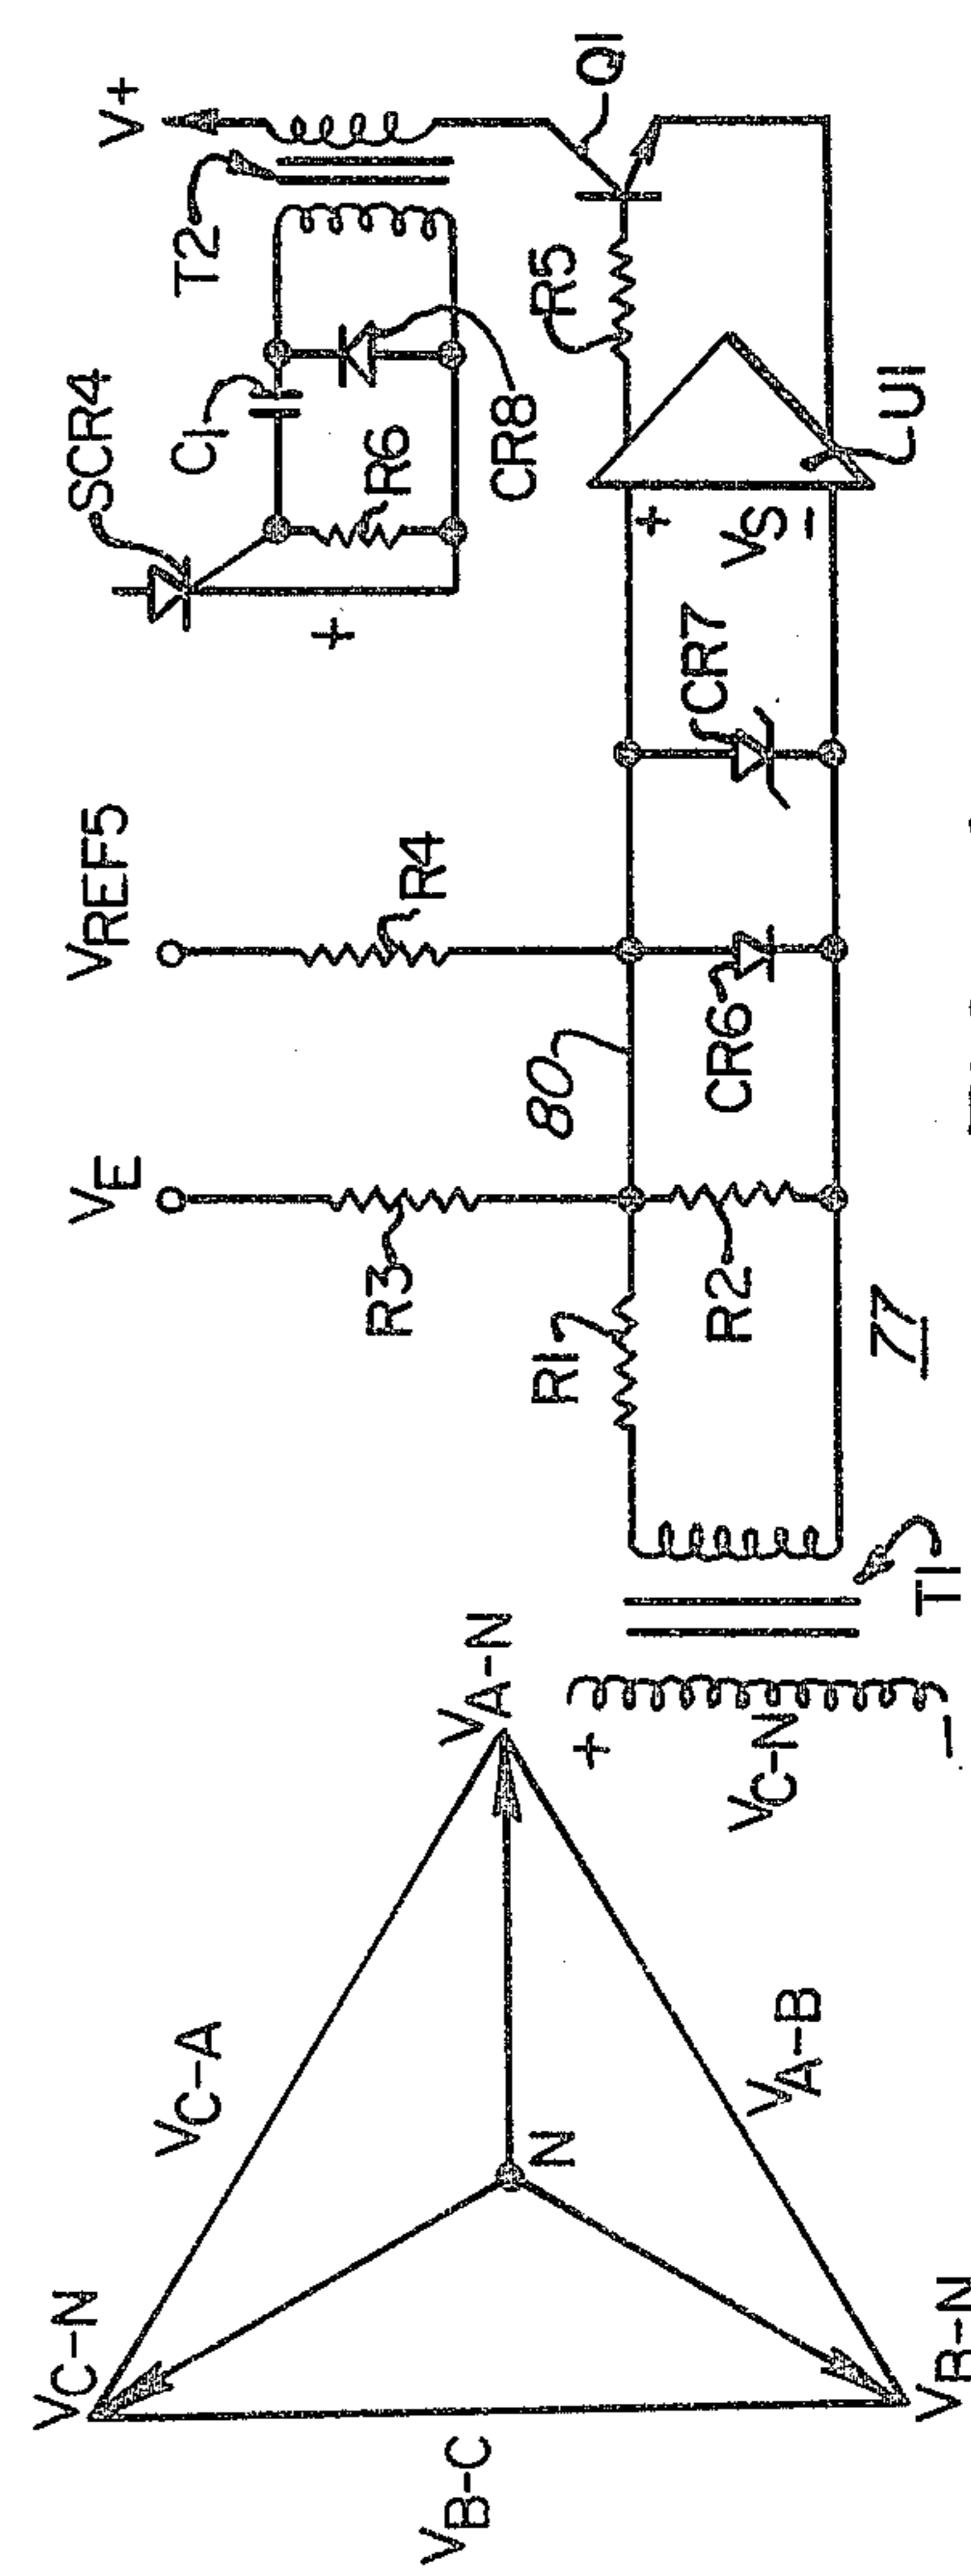 V+
T2
Q1
SCR4
C1
R6
CR8
R5
+
+
VS
−
U1
VREF5
R4
CR7
CR6
80
VE
R3
R1
R2
77
T1
+
VC-N
−
VA-N
VC-A
VA-B
N
VC-N
VB-C
VB-N